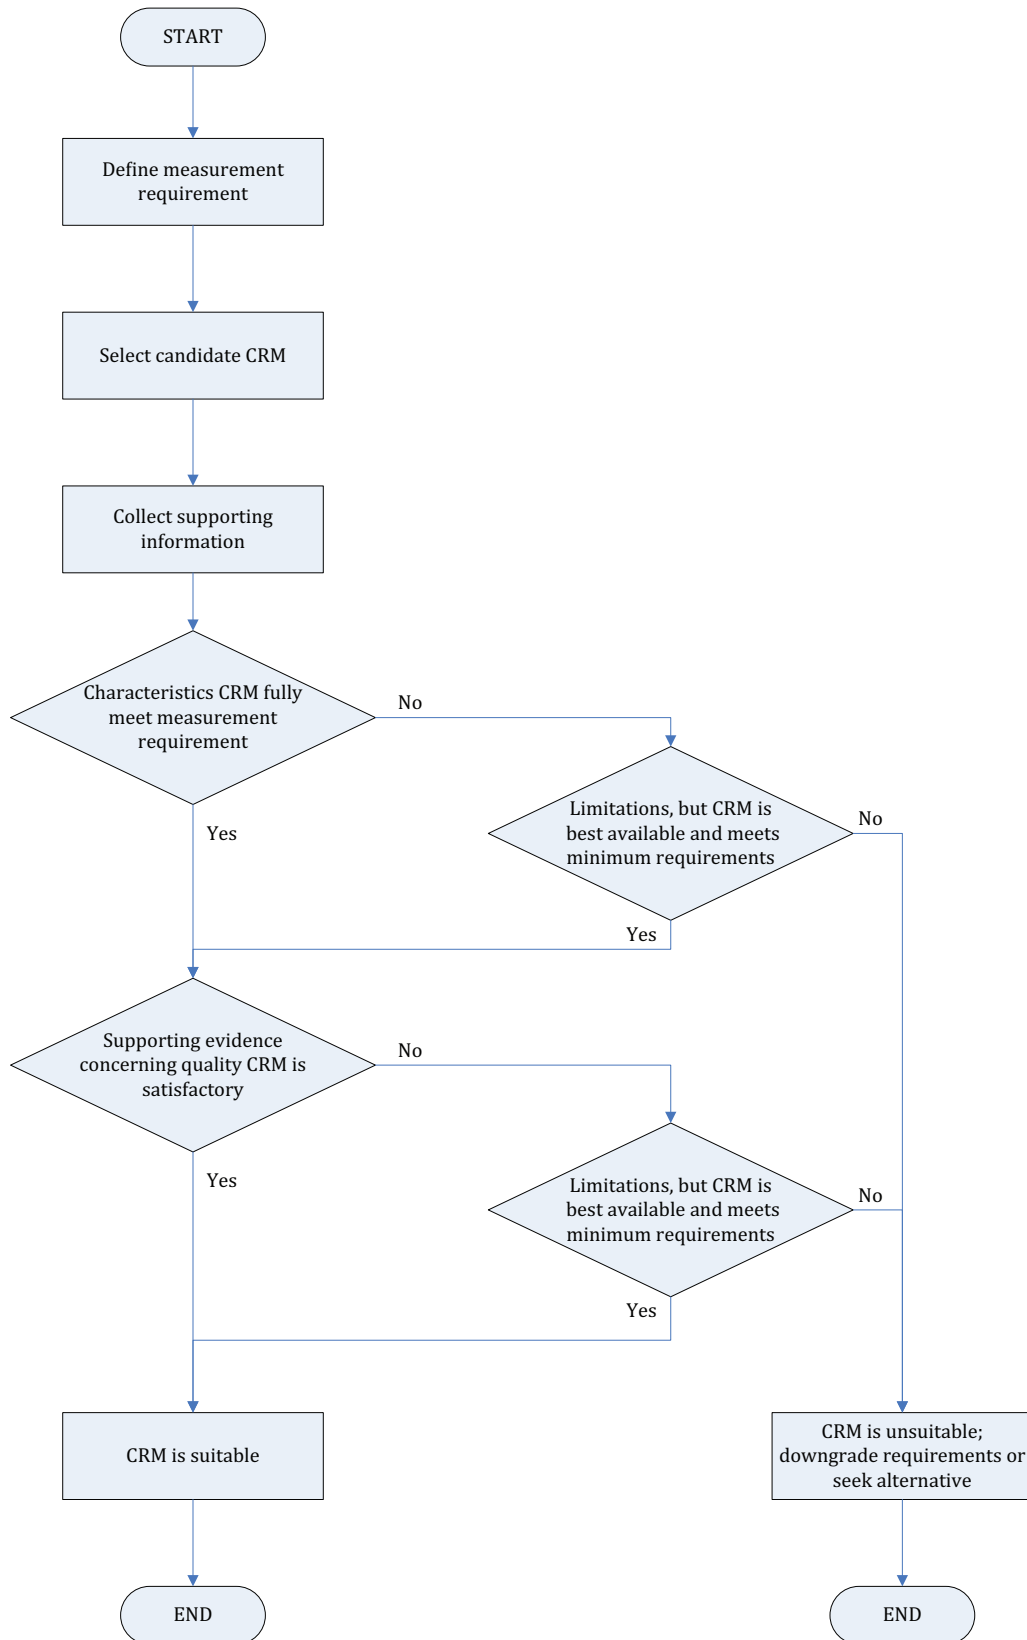 START
Define measurement
requirement
Select candidate CRM
Collect supporting
information
Characteristics CRM fully
meet measurement
requirement
No
Yes
Limitations, but CRM is
best available and meets
minimum requirements
No
Yes
Supporting evidence
concerning quality CRM is
satisfactory
No
Yes
Limitations, but CRM is
best available and meets
minimum requirements
No
Yes
CRM is suitable
CRM is unsuitable;
downgrade requirements or
seek alternative
END
END